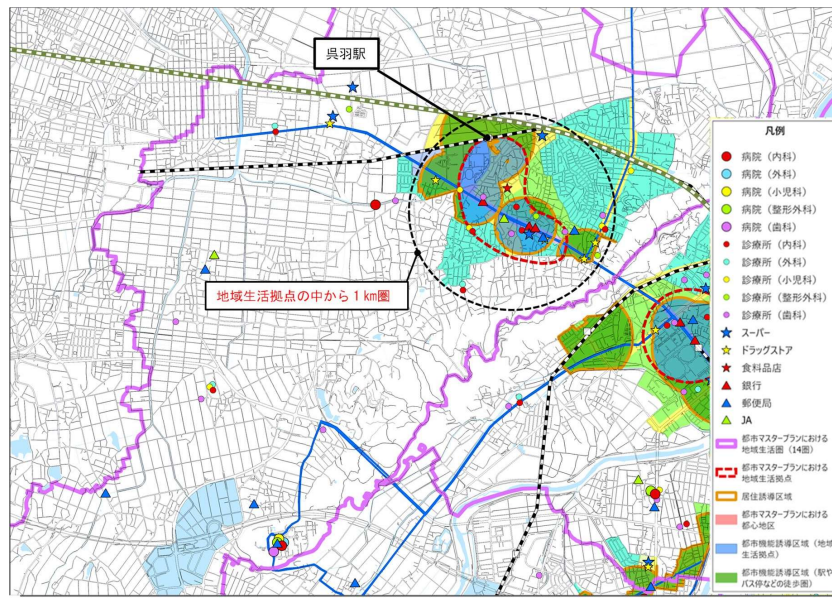 呉羽駅
地域生活拠点の中から１km圏
凡例
病院（内科）
病院（外科）
病院（小児科）
病院（整形外科）
病院（歯科）
診療所（内科）
診療所（外科）
診療所（小児科）
診療所（整形外科）
診療所（歯科）
スーパー
ドラッグストア
食料品店
銀行
郵便局
JA
都市マスタープランにおける
地域生活圏（14圏）
都市マスタープランにおける
地域生活拠点
居住誘導区域
都市マスタープランにおける
都心地区
都市機能誘導区域（地域
生活拠点）
都市機能誘導区域（駅や
バス停などの徒歩圏）